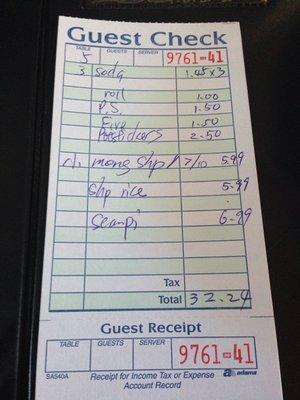 Guest Check
TABLE GUESTS SERVER
5 9761-41
3 soda 1.45x3
roll 1.00
P.S. 1.50
Five 1.50
Potstickers 2.50
mong shp 7/10 5.99
shp rice 5.99
scampi 6.99
Tax
Total 32.24
Guest Receipt
TABLE GUESTS SERVER
9761-41
SA540A Receipt for Income Tax or Expense adams
Account Record